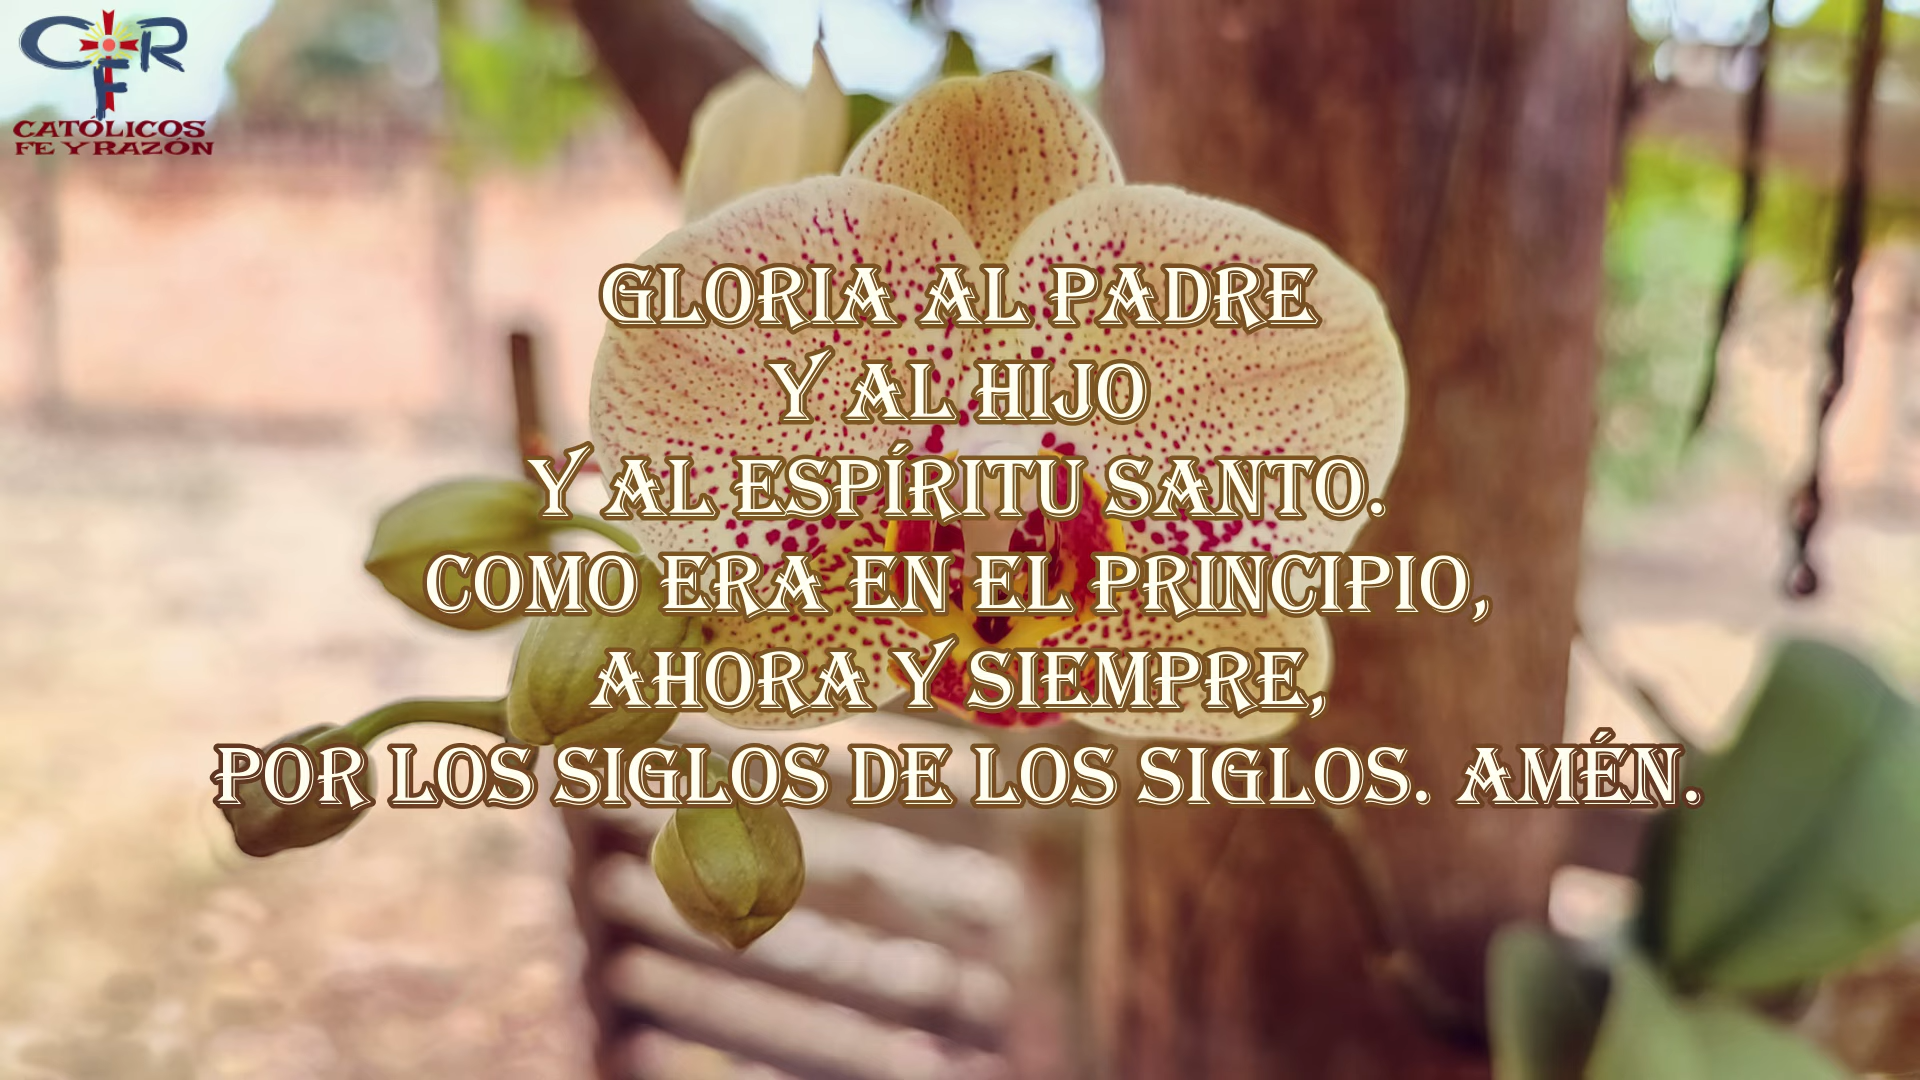 CFR
CATÓLICOS
FE Y RAZÓN
GLORIA AL PADRE
Y AL HIJO
Y AL ESPÍRITU SANTO.
COMO ERA EN EL PRINCIPIO,
AHORA Y SIEMPRE,
POR LOS SIGLOS DE LOS SIGLOS. AMÉN.